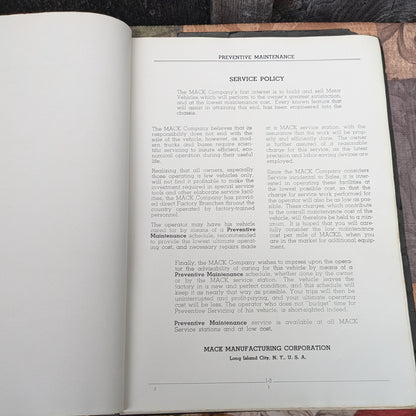 PREVENTIVE MAINTENANCE
SERVICE POLICY
The MACK Company's first interest is to build and sell Motor
Vehicles which will perform to the owner's greatest satisfaction,
and at the lowest maintenance cost. Every known feature that
will assist in attaining this end, has been engineered into the
chassis.
The MACK Company believes that its
responsibility does not end with the
sale of the vehicle, however, as mod-
ern trucks and busses require scien-
tific servicing to insure efficient, eco-
nomical operation during their useful
life.
Realizing that all owners, especially
those operating a few vehicles only,
will not find it profitable to make the
investment required in special service
tools and other elaborate service facil-
ities, the MACK Company has provid-
ed direct Factory Branches throut the
country operated by factory-trained
personnel.
The operator may have his vehicle
cared for by means of a Preventive
Maintenance schedule, recommended
to provide the lowest ultimate operat-
ing cost, and necessary repairs made
at a MACK service station, with the
assurance that the work will be prop-
erly and efficiently done. The owner
is further assured of a reasonable
charge for this service, as the latest
precision and labor-saving devices are
employed.
Since the MACK Company considers
Service incidental to Sales, it is inter-
ested in operating these facilities at
the lowest possible cost, so that the
charge for service work performed for
the operator will also be as low as pos-
sible. These charges, which contribute
to the overall maintenance cost of the
vehicle, will therefore be held to a min-
imum. It is hoped that you will care-
fully consider the low maintenance
cost per mile of MACKS, when you
are in the market for additional equip-
ment.
Finally, the MACK Company wishes to impress upon the opera-
tor the advisability of caring for this vehicle by means of a
Preventive Maintenance schedule, whether done by the owner
or by the MACK service station. The vehicle leaves the
factory in a new and perfect condition, and this schedule will
keep it as nearly that way as possible. Your trips will then be
uninterrupted and profit-paying, and your ultimate operating
cost will be less. The operator who does not "budget" time for
Preventive Servicing of his vehicle, is short-sighted indeed.
Preventive Maintenance service is available at all MACK
Service stations and at low cost.
MACK MANUFACTURING CORPORATION
Long Island City, N. Y., U. S. A.